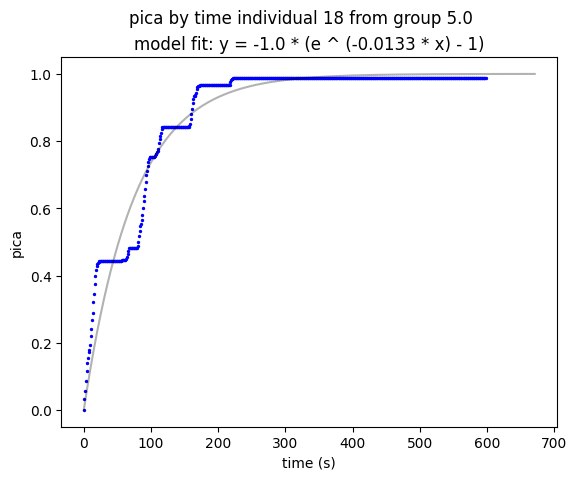 pica by time individual 18 from group 5.0
model fit: y = -1.0 * (e ^ (-0.0133 * x) - 1)
1.0
0.8
0.6
0.4
0.2
0.0
pica
0 100 200 300 400 500 600 700
time (s)